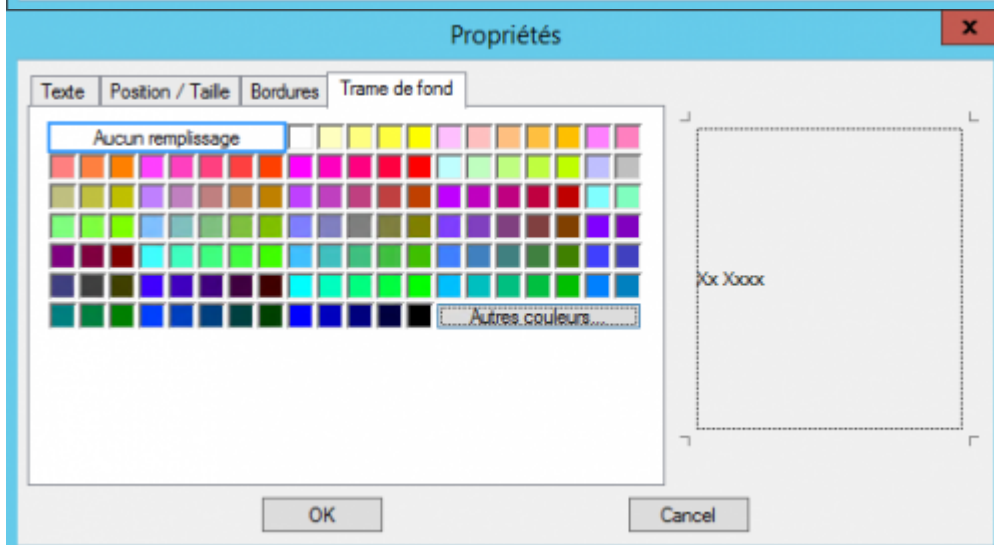 Propriétés
x
Texte Position / Taille Bordures Trame de fond
Aucun remplissage
Xx Xxxx
Autres couleurs...
OK Cancel